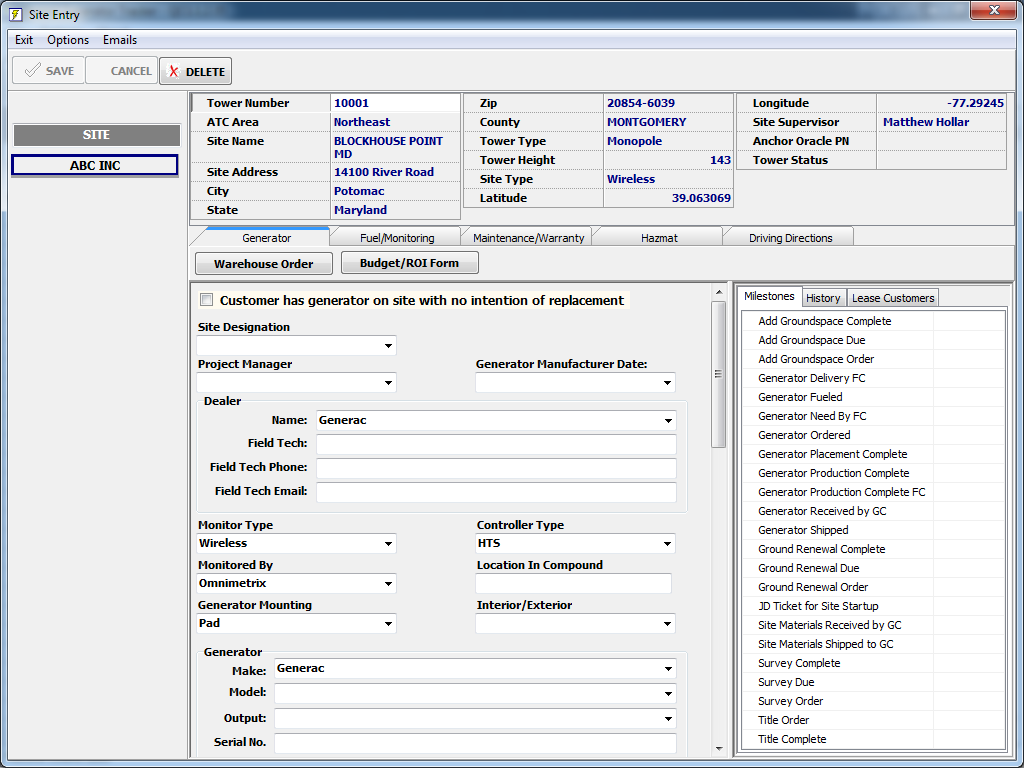 Site Entry
Exit Options Emails
SAVE CANCEL DELETE
SITE
ABC INC
Tower Number 10001
ATC Area Northeast
Site Name BLOCKHOUSE POINT
MD
Site Address 14100 River Road
City Potomac
State Maryland
Zip 20854-6039
County MONTGOMERY
Tower Type Monopole
Tower Height 143
Site Type Wireless
Latitude 39.063069
Longitude -77.29245
Site Supervisor Matthew Hollar
Anchor Oracle PN
Tower Status
Generator Fuel/Monitoring Maintenance/Warranty Hazmat Driving Directions
Warehouse Order Budget/ROI Form
Customer has generator on site with no intention of replacement
Site Designation
Project Manager Generator Manufacturer Date:
Dealer
Name: Generac
Field Tech:
Field Tech Phone:
Field Tech Email:
Monitor Type Controller Type
Wireless HTS
Monitored By Location In Compound
Omnimetrix
Generator Mounting Interior/Exterior
Pad
Generator
Make: Generac
Model:
Output:
Serial No.
Milestones History Lease Customers
Add Groundspace Complete
Add Groundspace Due
Add Groundspace Order
Generator Delivery FC
Generator Fueled
Generator Need By FC
Generator Ordered
Generator Placement Complete
Generator Production Complete
Generator Production Complete FC
Generator Received by GC
Generator Shipped
Ground Renewal Complete
Ground Renewal Due
Ground Renewal Order
JD Ticket for Site Startup
Site Materials Received by GC
Site Materials Shipped to GC
Survey Complete
Survey Due
Survey Order
Title Order
Title Complete